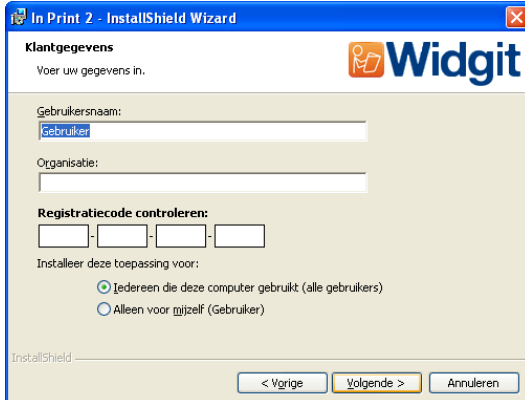 In Print 2 - InstallShield Wizard
Klantgegevens
Voer uw gegevens in.
Widgit
Gebruikersnaam:
Gebruiker
Organisatie:
Registratiecode controleren:
- - -
Installeer deze toepassing voor:
Iedereen die deze computer gebruikt (alle gebruikers)
Alleen voor mijzelf (Gebruiker)
InstallShield
< Vorige Volgende > Annuleren